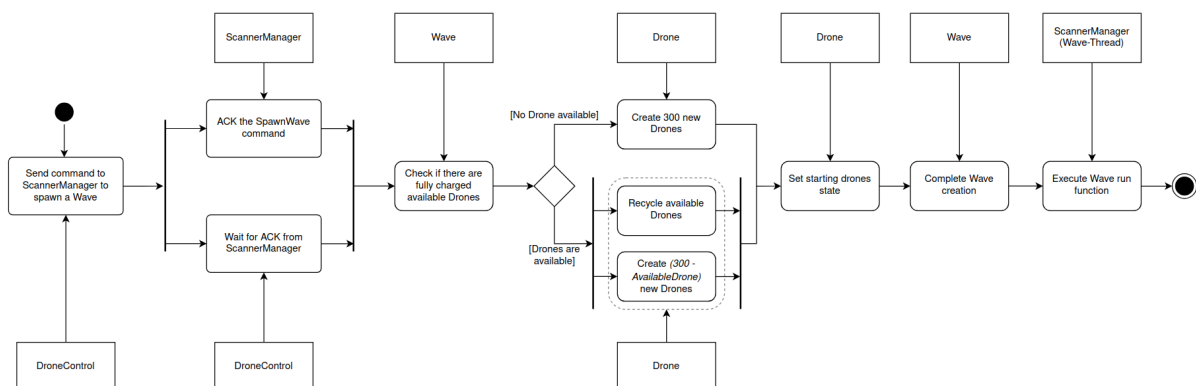 ScannerManager
Wave
Drone
Drone
Wave
ScannerManager
(Wave-Thread)
ACK the SpawnWave
command
[No Drone available]
Create 300 new
Drones
Send command to
ScannerManager to
spawn a Wave
Check if there are
fully charged
available Drones
Set starting drones
state
Complete Wave
creation
Execute Wave run
function
Recycle available
Drones
Wait for ACK from
ScannerManager
[Drones are
available]
Create (300 -
AvailableDrone)
new Drones
DroneControl
DroneControl
Drone